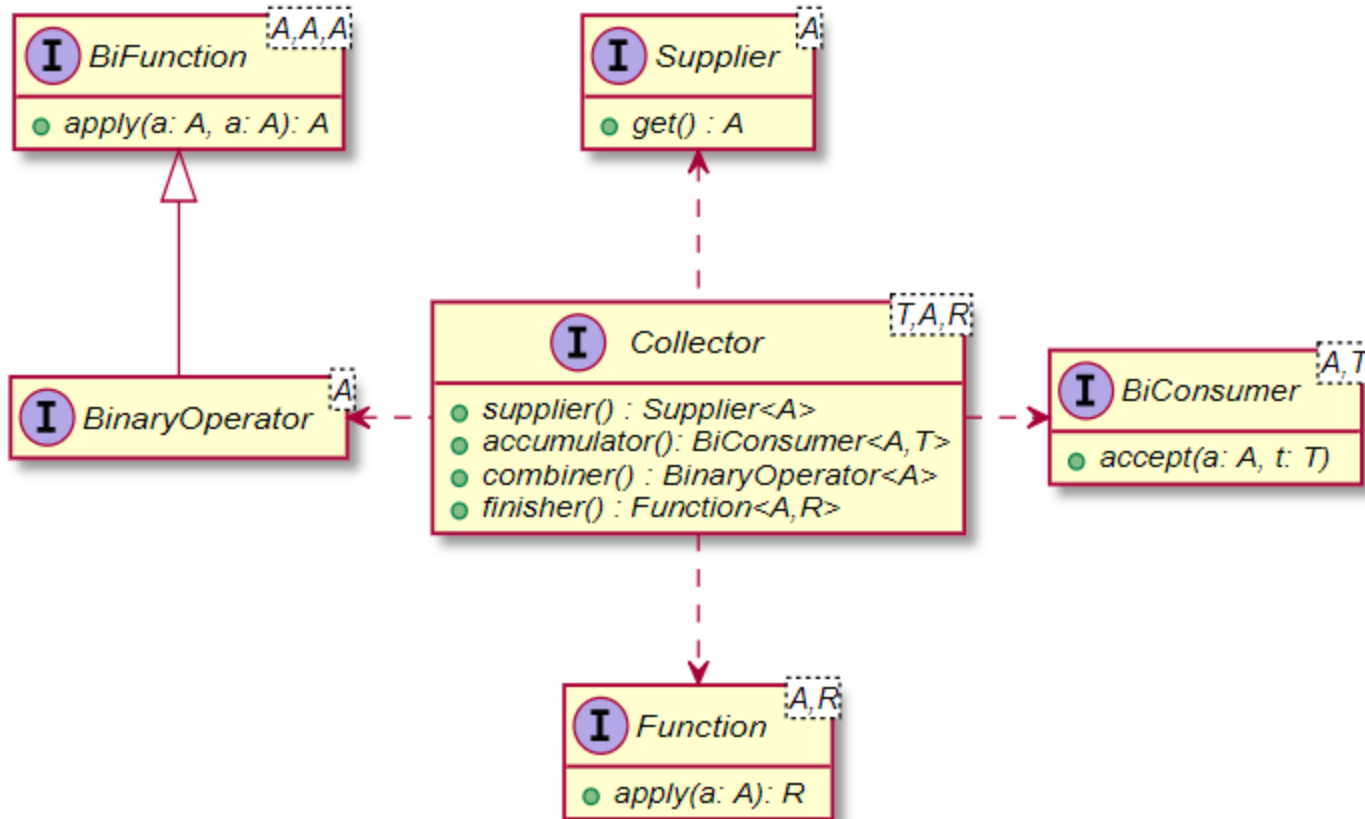 A,A,A
I BiFunction
apply(a: A, a: A): A
A
I Supplier
get() : A
T,A,R
I Collector
supplier() : Supplier<A>
accumulator(): BiConsumer<A,T>
combiner() : BinaryOperator<A>
finisher() : Function<A,R>
A
I BinaryOperator
A,T
I BiConsumer
accept(a: A, t: T)
A,R
I Function
apply(a: A): R